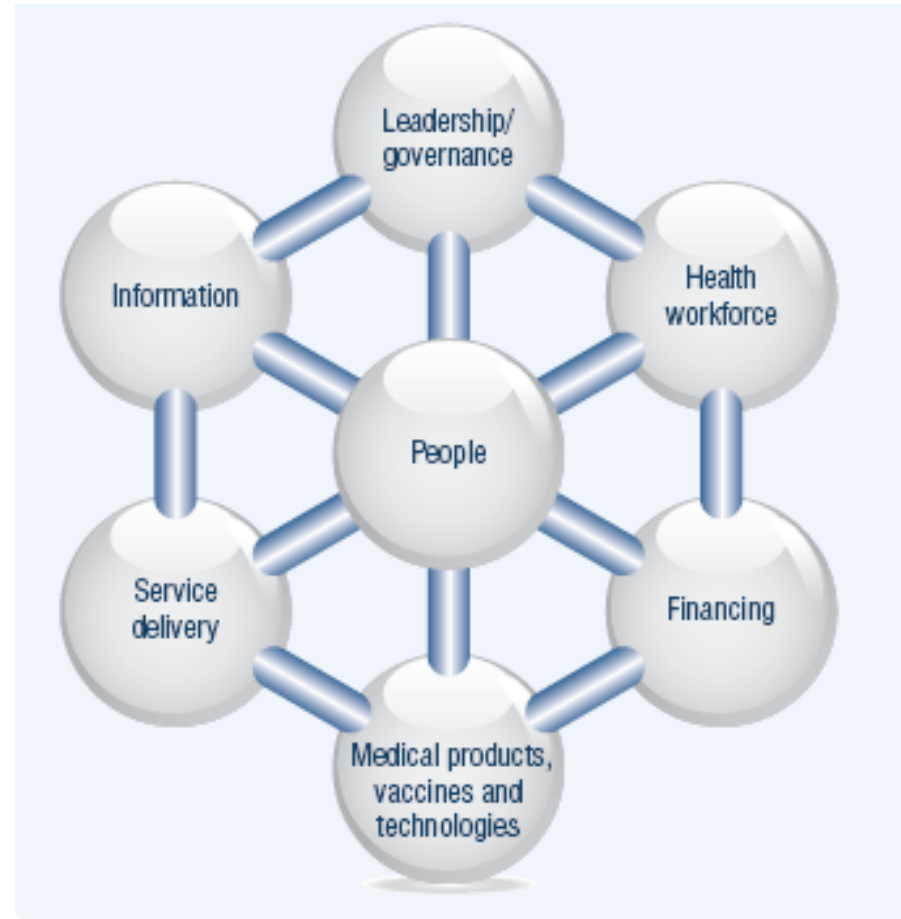 Leadership/
governance
Information
Health
workforce
People
Service
delivery
Financing
Medical products,
vaccines and
technologies